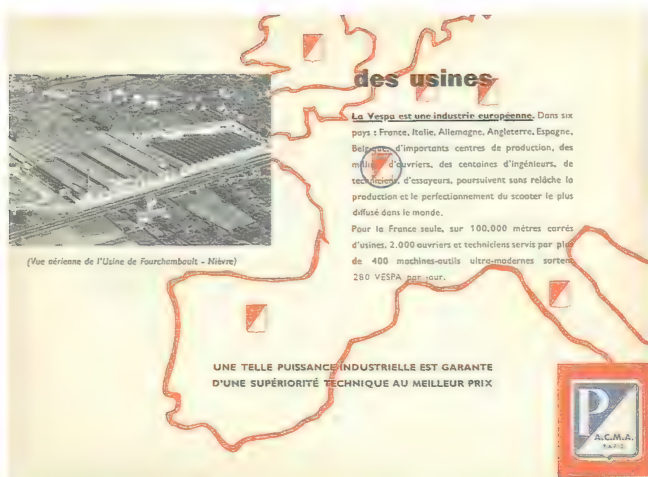 des usines
La Vespa est une industrie européenne. Dans six
pays : France, Italie, Allemagne, Angleterre, Espagne,
Belgique, d'importants centres de production, des
milliers d'ouvriers, des centaines d'ingénieurs, de
techniciens, d'essayeurs, poursuivent sans relâche la
production et le perfectionnement du scooter le plus
diffusé dans le monde.
Pour la France seule, sur 100.000 mètres carrés
d'usines, 2.000 ouvriers et techniciens servis par plus
de 400 machines-outils ultra-modernes sortent
280 VESPA par jour.
(Vue aérienne de l'Usine de Fourchambault - Nièvre)
UNE TELLE PUISSANCE INDUSTRIELLE EST GARANTE
D'UNE SUPÉRIORITÉ TECHNIQUE AU MEILLEUR PRIX
P
A.C.M.A.
PARIS